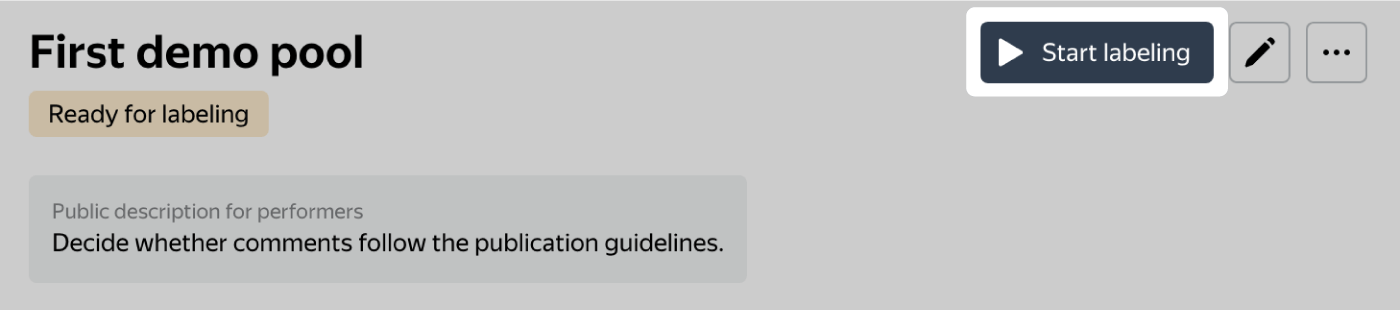 First demo pool
Start labeling
Ready for labeling
Public description for performers
Decide whether comments follow the publication guidelines.